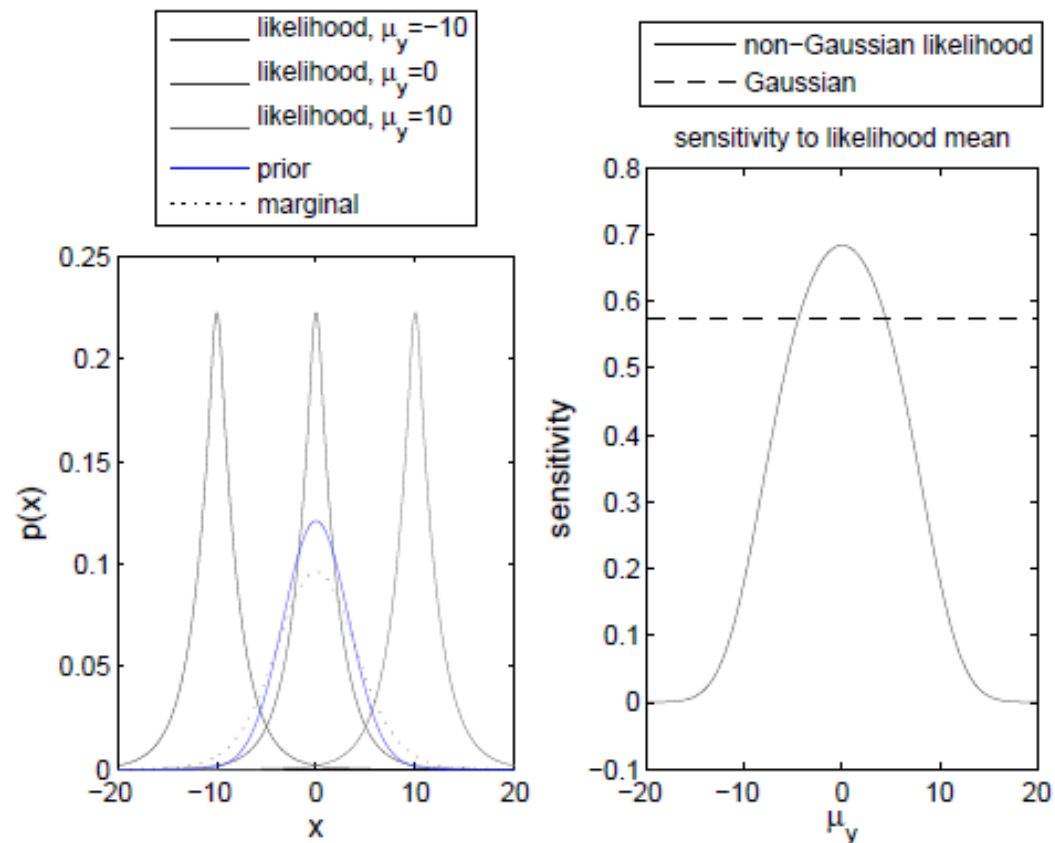 likelihood, μy=−10
likelihood, μy=0
likelihood, μy=10
prior
marginal
0.25
0.2
0.15
0.1
0.05
0
−20
−10
0
10
20
p(x)
x
non−Gaussian likelihood
Gaussian
sensitivity to likelihood mean
0.8
0.7
0.6
0.5
0.4
0.3
0.2
0.1
0
−0.1
−20
−10
0
10
20
sensitivity
μy